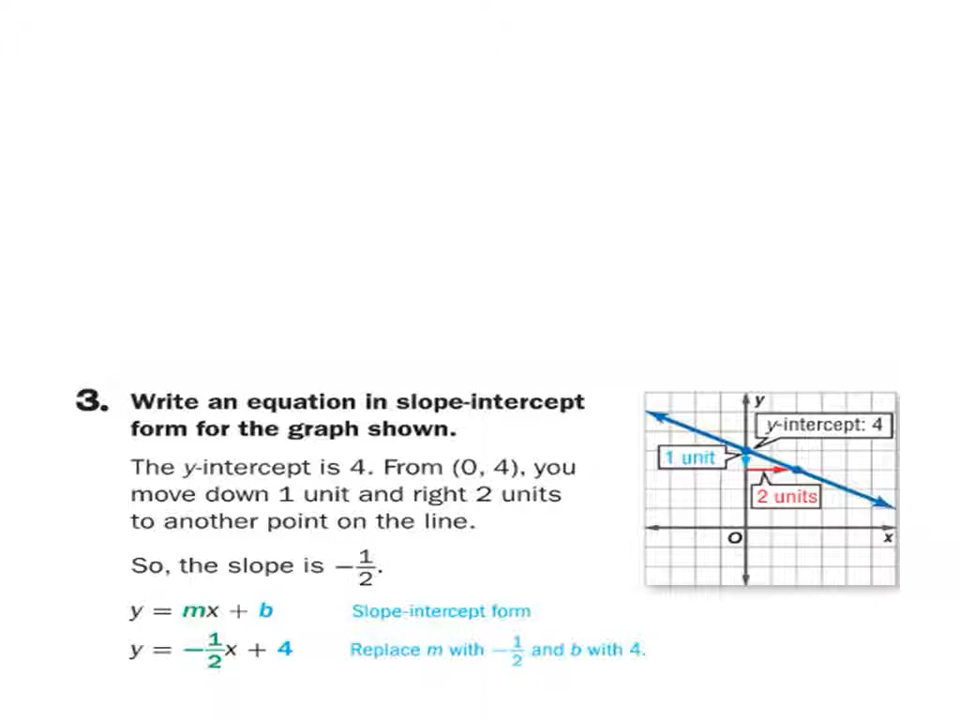 3. Write an equation in slope-intercept
form for the graph shown.
The y-intercept is 4. From (0, 4), you
move down 1 unit and right 2 units
to another point on the line.
So, the slope is −1/2.
y = mx + b Slope-intercept form
y = −1/2x + 4 Replace m with −1/2 and b with 4.
y
y-intercept: 4
1 unit
2 units
O
x